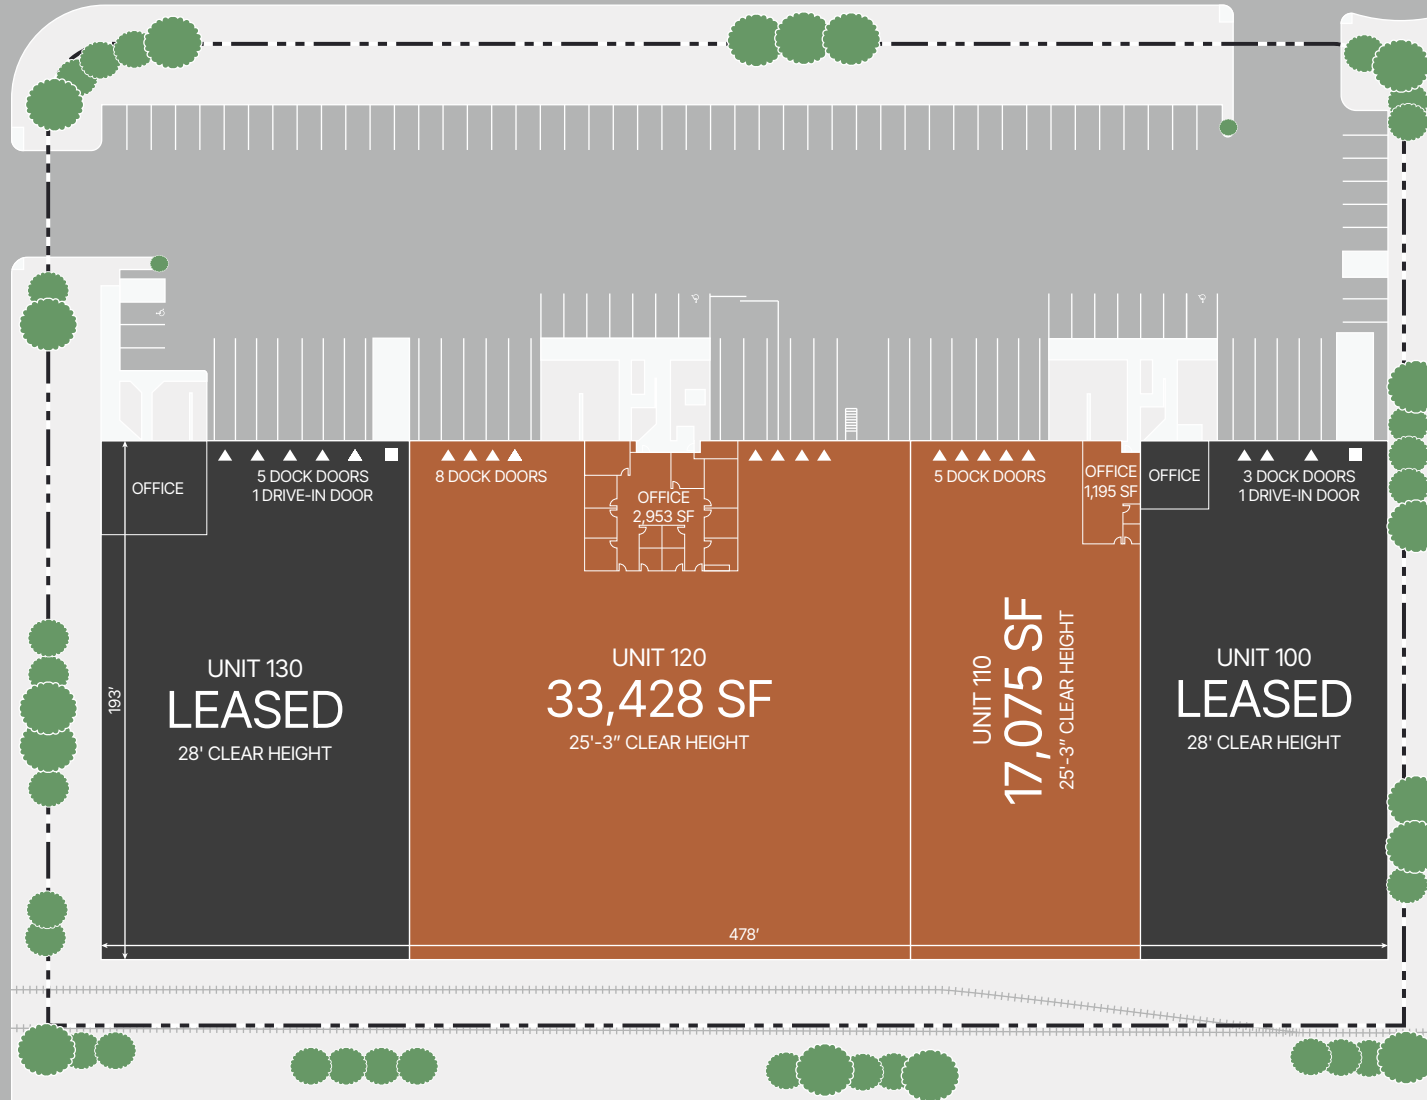 OFFICE
5 DOCK DOORS
1 DRIVE-IN DOOR
8 DOCK DOORS
OFFICE
2,953 SF
5 DOCK DOORS
OFFICE
1,195 SF
OFFICE
3 DOCK DOORS
1 DRIVE-IN DOOR
193'
UNIT 130
LEASED
28' CLEAR HEIGHT
UNIT 120
33,428 SF
25'-3" CLEAR HEIGHT
UNIT 110
17,075 SF
25'-3" CLEAR HEIGHT
UNIT 100
LEASED
28' CLEAR HEIGHT
478'